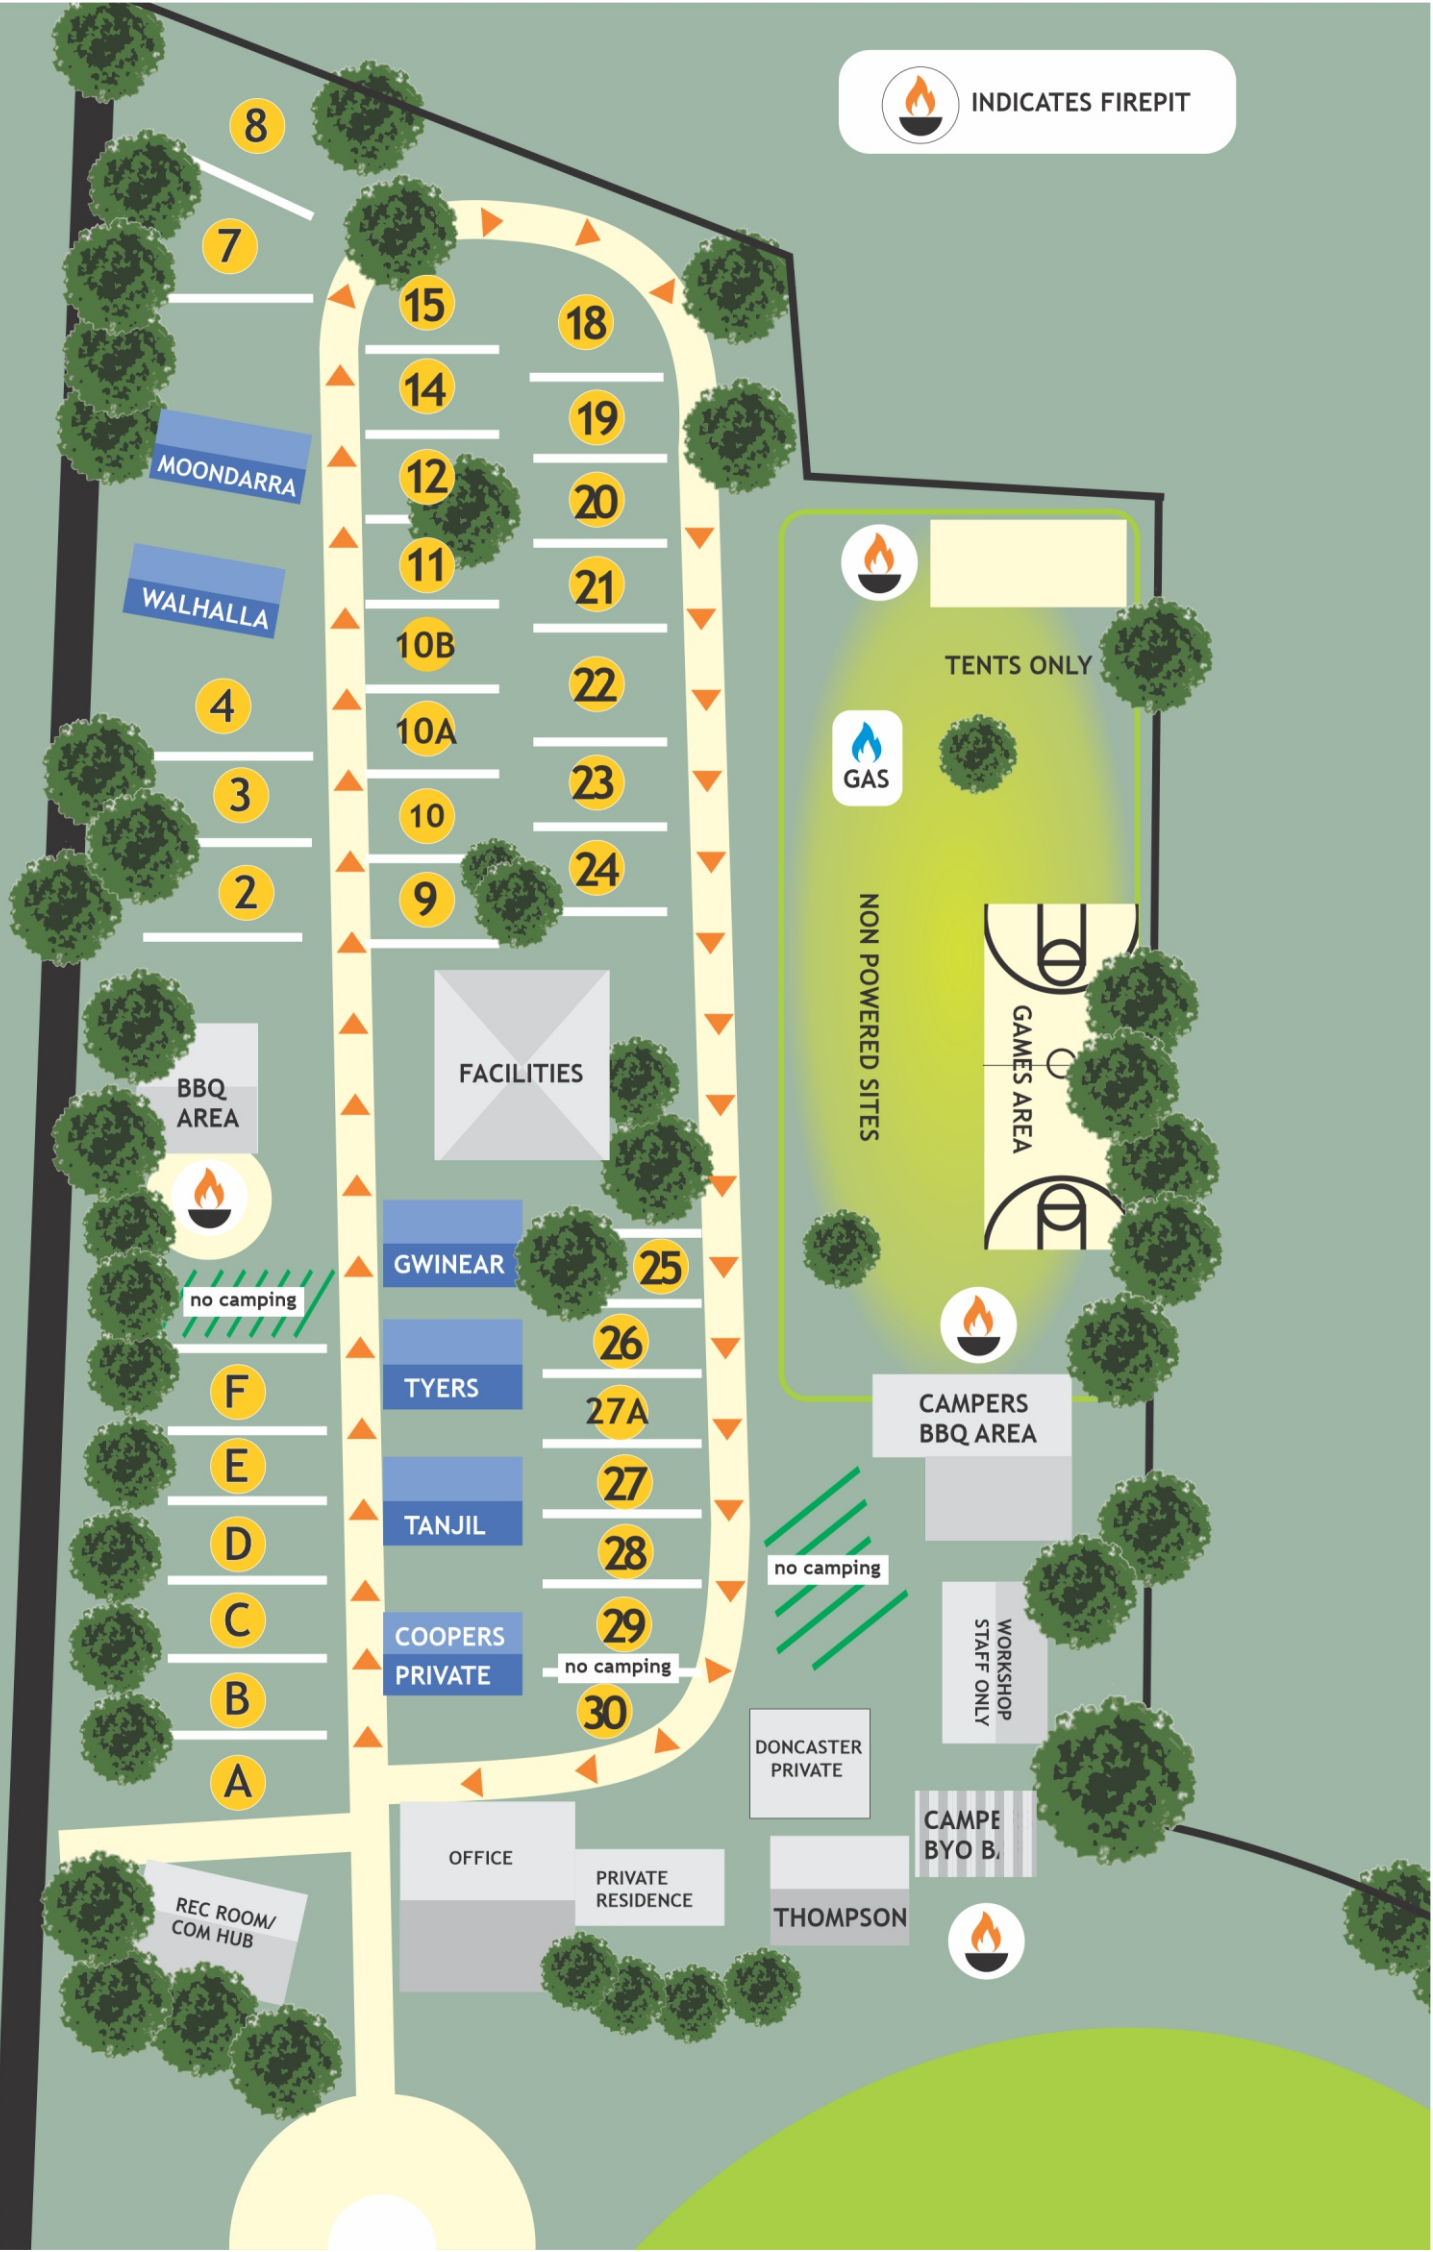 INDICATES FIREPIT
8
7
15
18
14
19
MOONDARRA
12
20
11
21
WALHALLA
10B
TENTS ONLY
22
4
10A
GAS
3
23
10
2
9
24
NON POWERED SITES
GAMES AREA
FACILITIES
BBQ
AREA
GWINEAR
25
no camping
26
F
TYERS
27A
CAMPERS
BBQ AREA
E
27
TANJIL
D
28
no camping
C
29
COOPERS
PRIVATE
no camping
WORKSHOP
STAFF ONLY
B
30
DONCASTER
PRIVATE
A
BYO
OFFICE
PRIVATE
RESIDENCE
THOMPSON
REC ROOM/
COM HUB